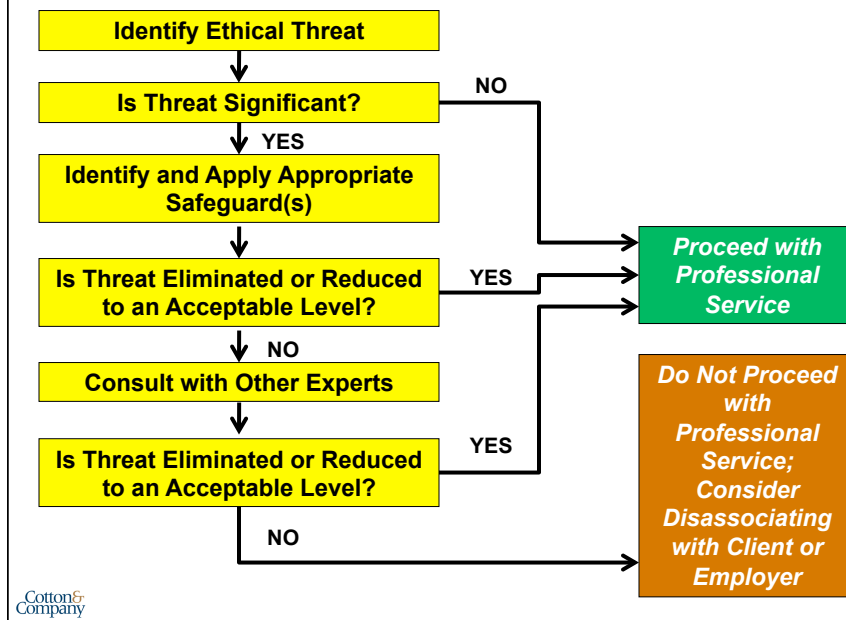 Identify Ethical Threat
Is Threat Significant?
NO
YES
Identify and Apply Appropriate
Safeguard(s)
Is Threat Eliminated or Reduced
to an Acceptable Level?
YES
NO
Consult with Other Experts
Is Threat Eliminated or Reduced
to an Acceptable Level?
YES
NO
Proceed with
Professional
Service
Do Not Proceed
with
Professional
Service;
Consider
Disassociating
with Client or
Employer
Cotton&
Company